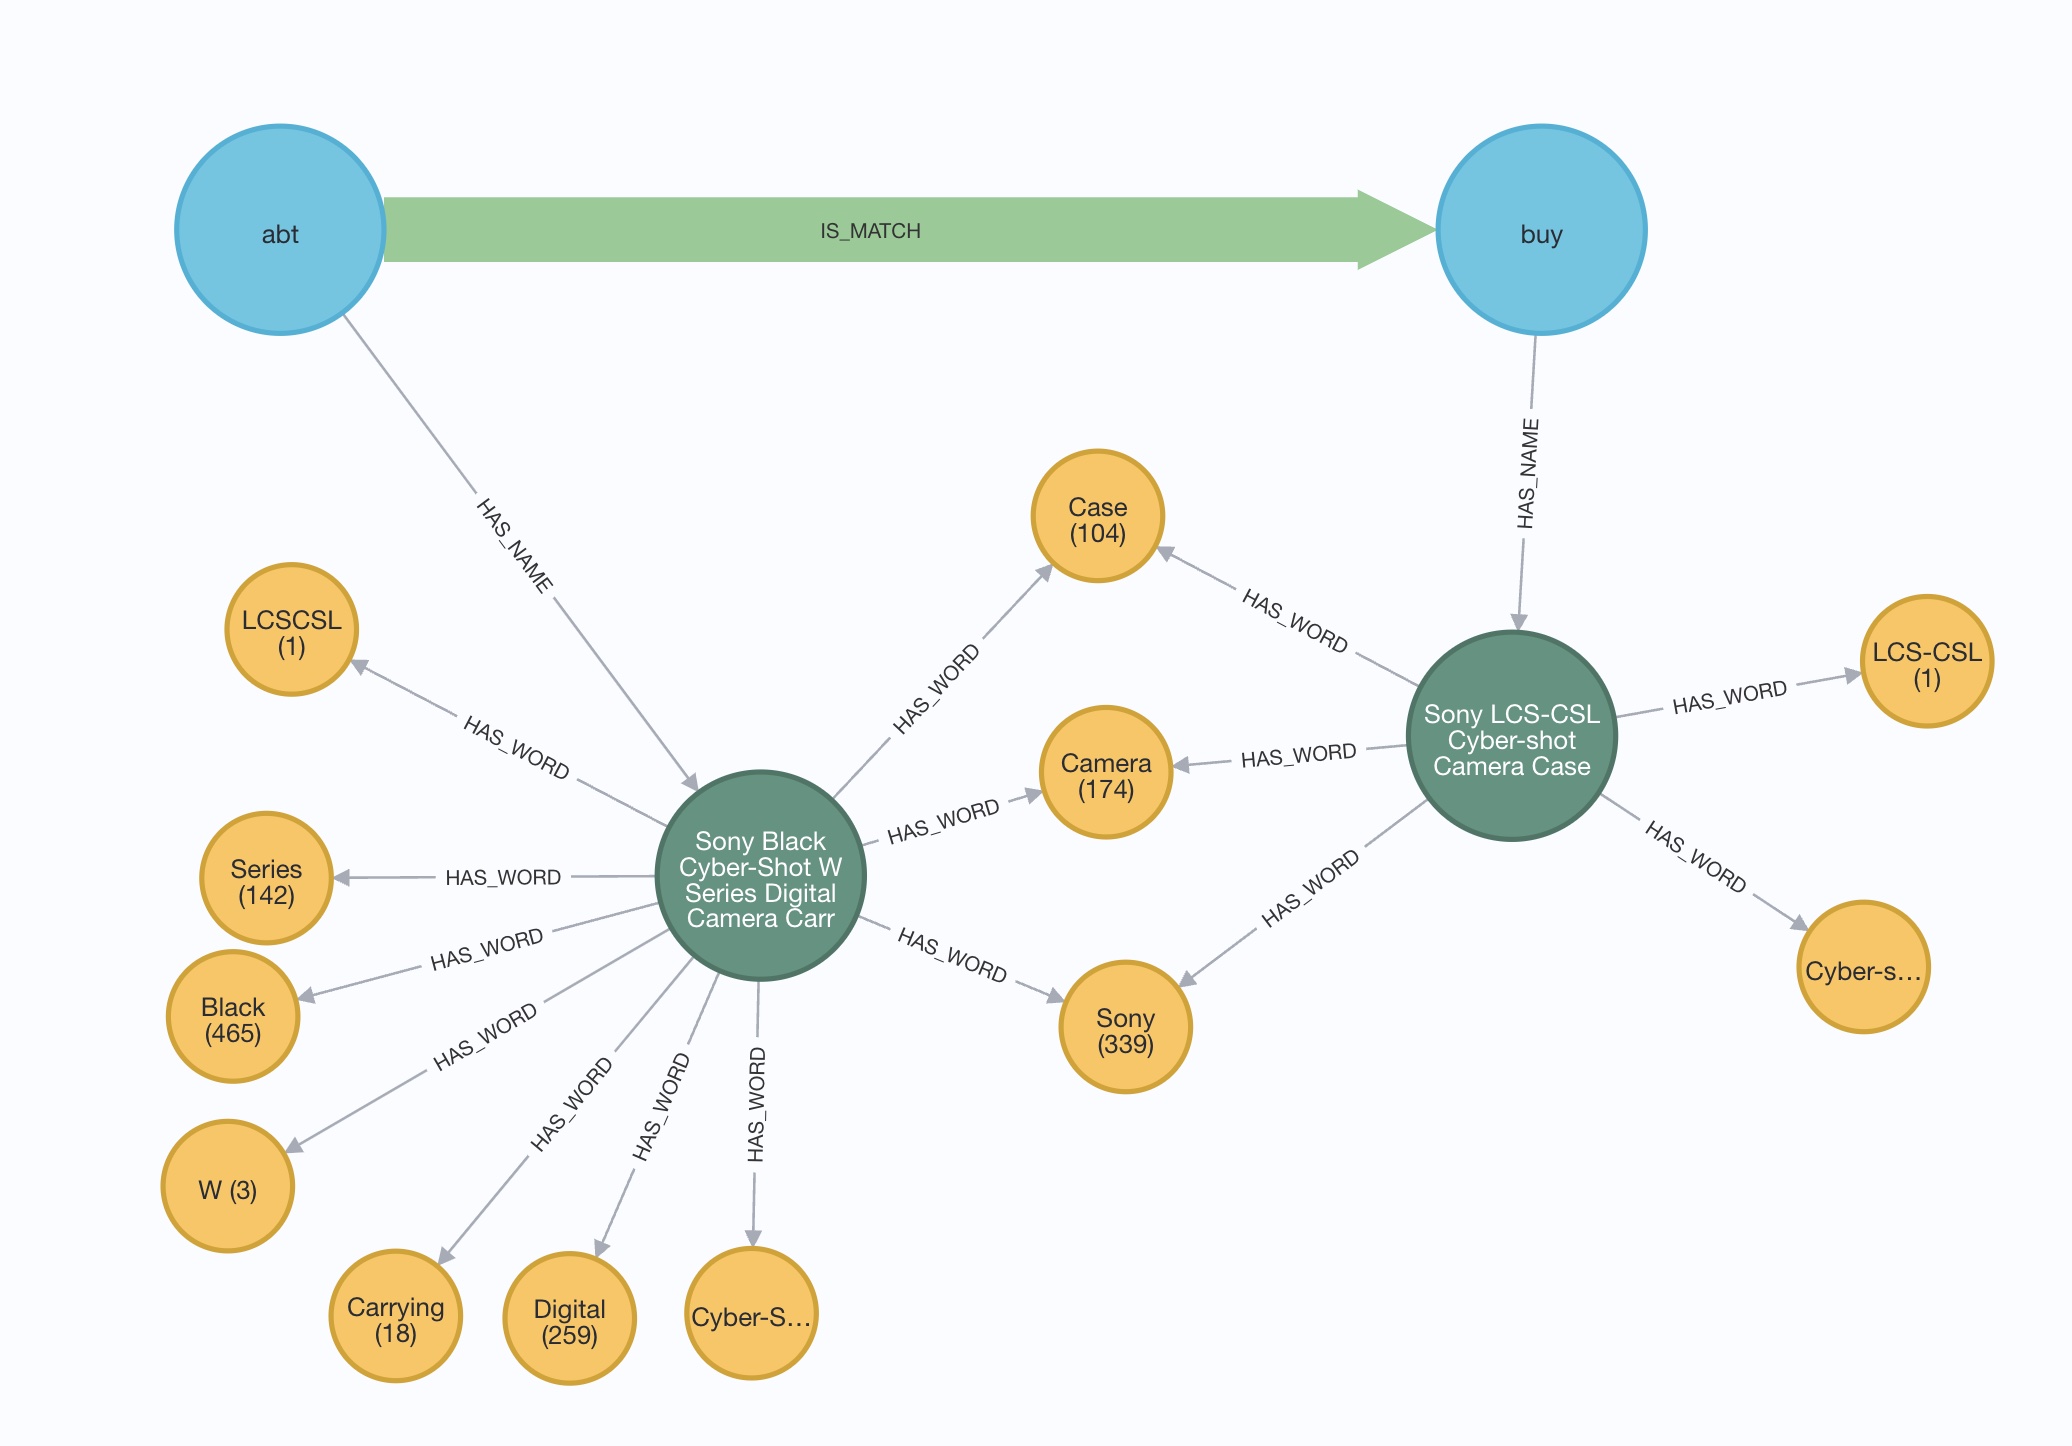 abt
IS_MATCH
buy
HAS_NAME
HAS_NAME
Case
(104)
LCSCSL
(1)
HAS_WORD
HAS_WORD
LCS-CSL
(1)
HAS_WORD
HAS_WORD
Sony LCS-CSL
Cyber-shot
Camera Case
HAS_WORD
Camera
(174)
HAS_WORD
HAS_WORD
Sony Black
Cyber-Shot W
Series Digital
Camera Carr
Series
(142)
HAS_WORD
HAS_WORD
HAS_WORD
HAS_WORD
HAS_WORD
Cyber-s…
Black
(465)
Sony
(339)
HAS_WORD
HAS_WORD
HAS_WORD
HAS_WORD
W (3)
Carrying
(18)
Digital
(259)
Cyber-S…